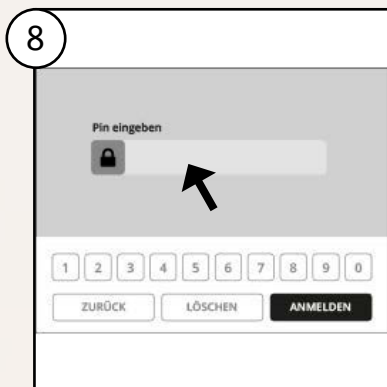 8
Pin eingeben
1 2 3 4 5 6 7 8 9 0
ZURÜCK LÖSCHEN ANMELDEN